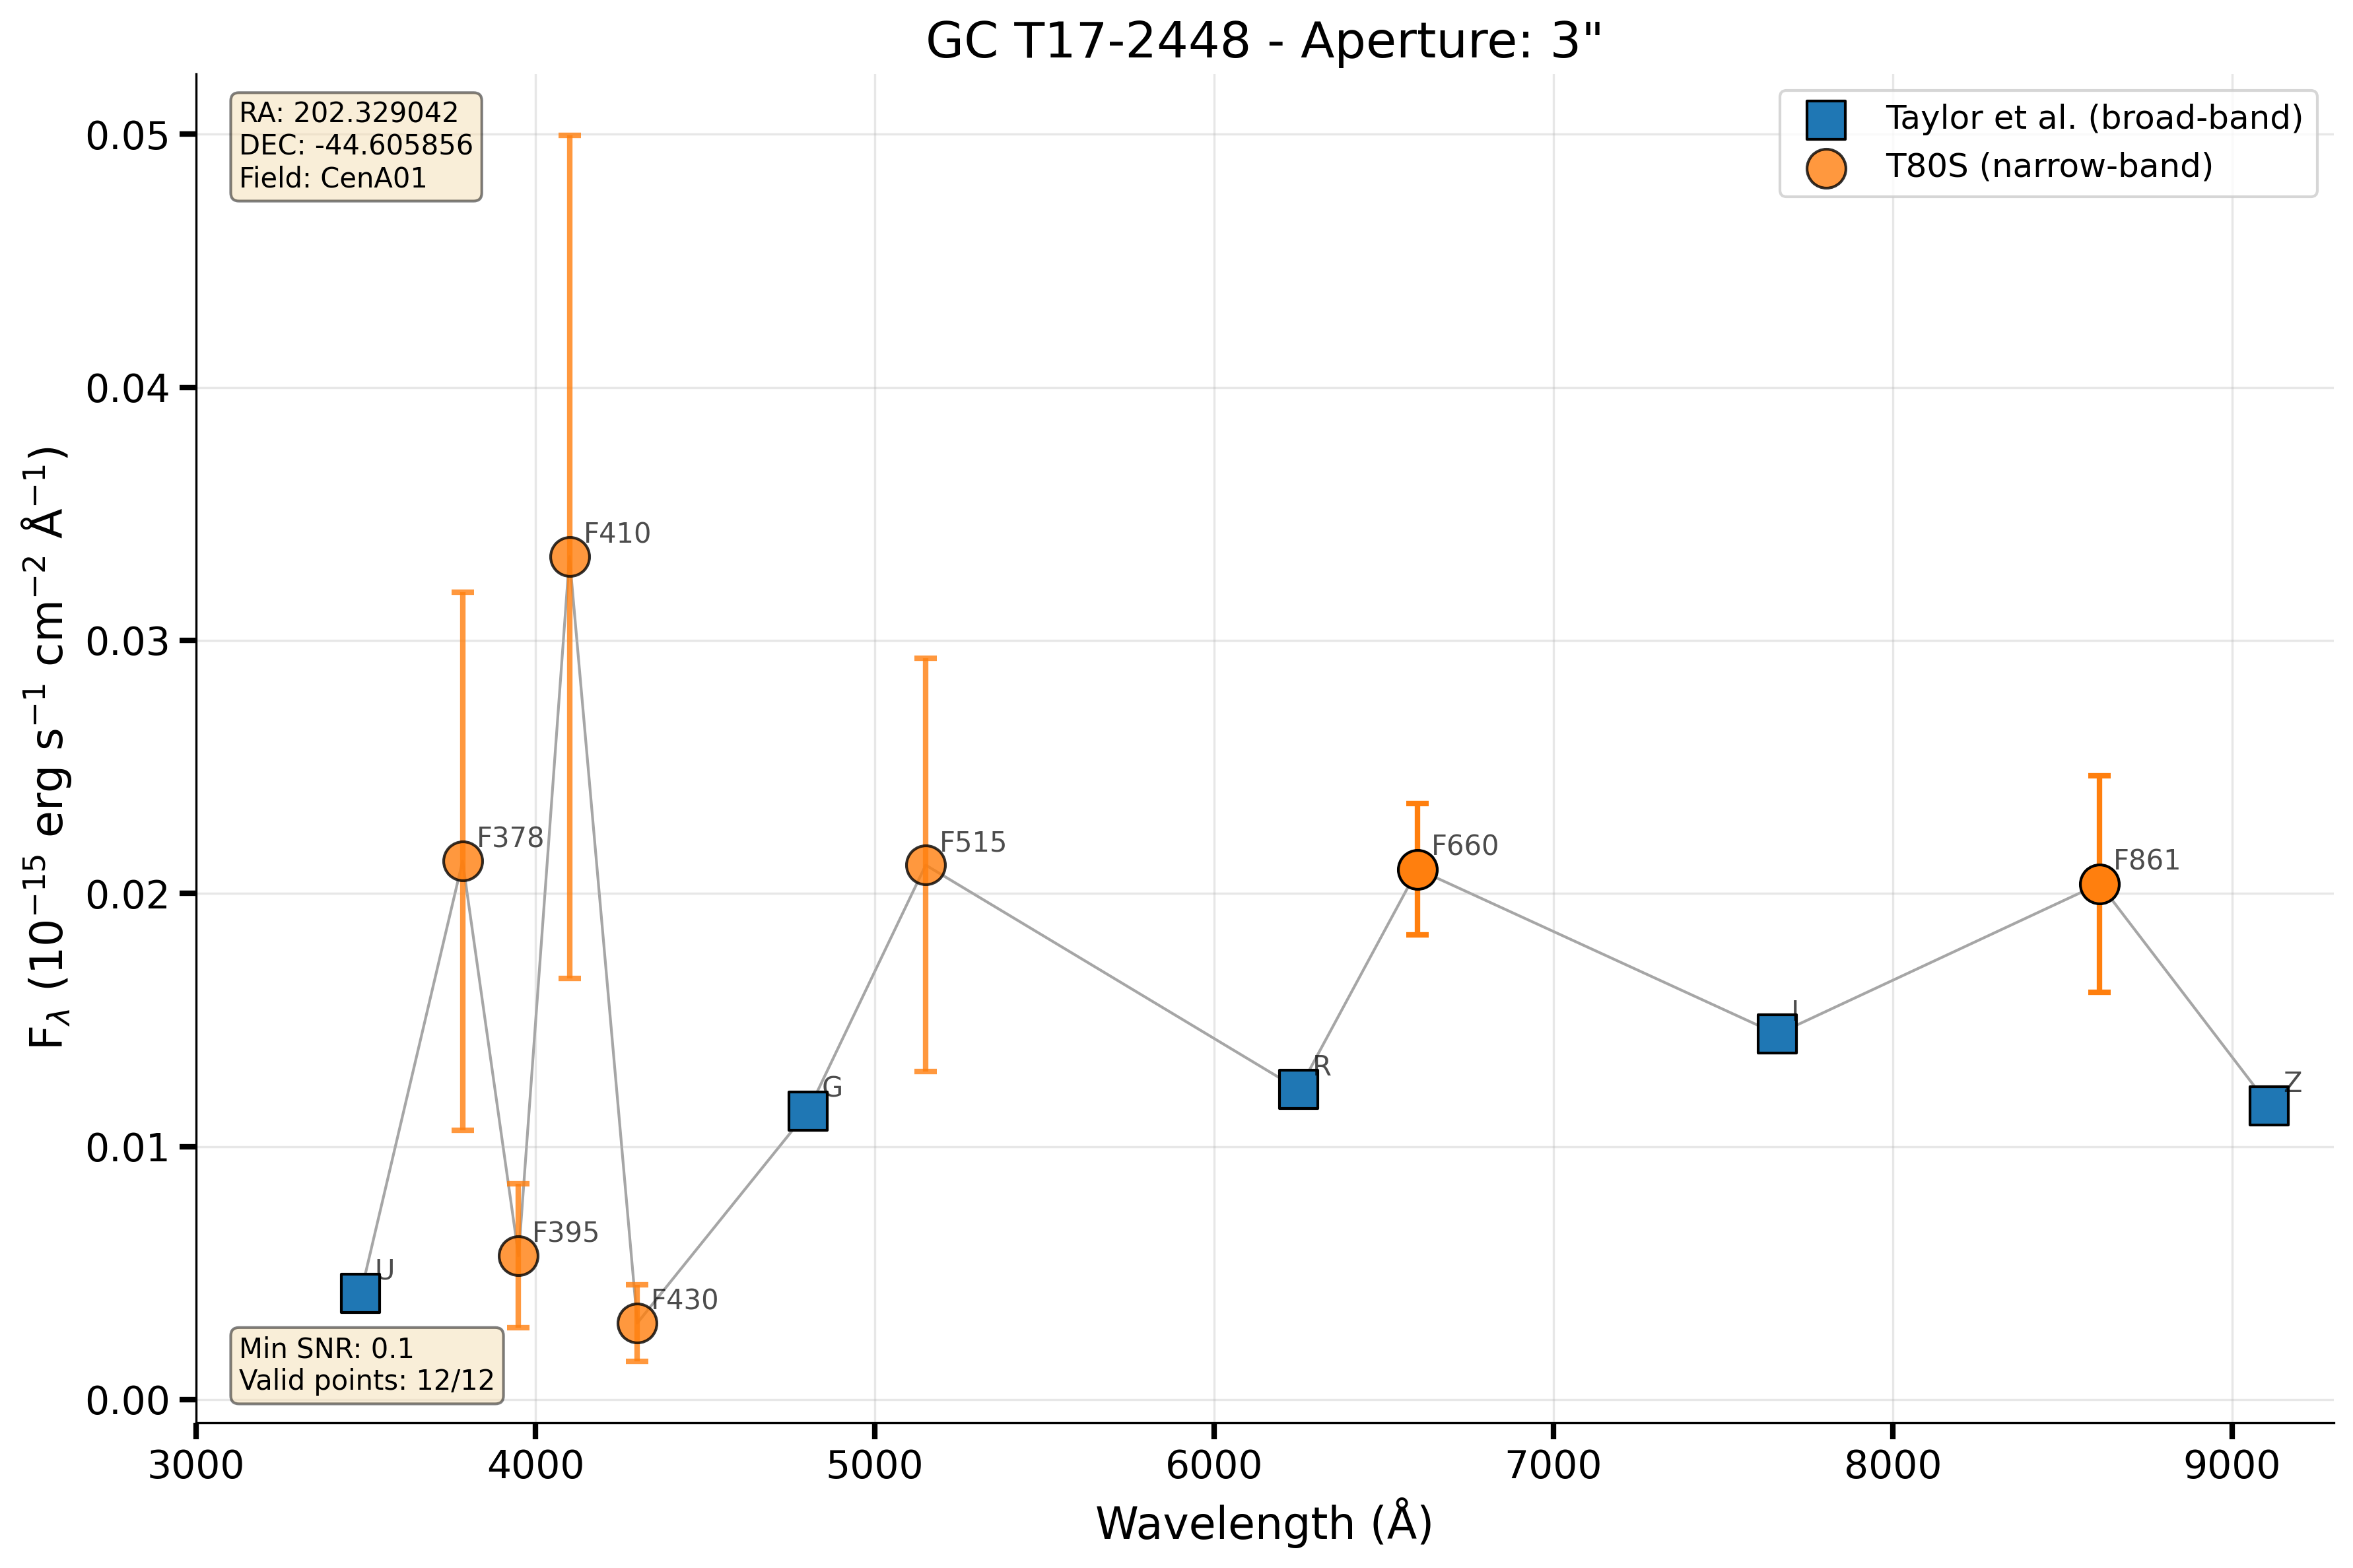 GC T17-2448 - Aperture: 3"
RA: 202.329042
DEC: -44.605856
Field: CenA01
Taylor et al. (broad-band)
T80S (narrow-band)
0.05
0.04
0.03
0.02
0.01
0.00
F_λ (10⁻¹⁵ erg s⁻¹ cm⁻² Å⁻¹)
F410
F378
F515
F660
F861
I
R
G
Z
F395
U
F430
Min SNR: 0.1
Valid points: 12/12
3000 4000 5000 6000 7000 8000 9000
Wavelength (Å)